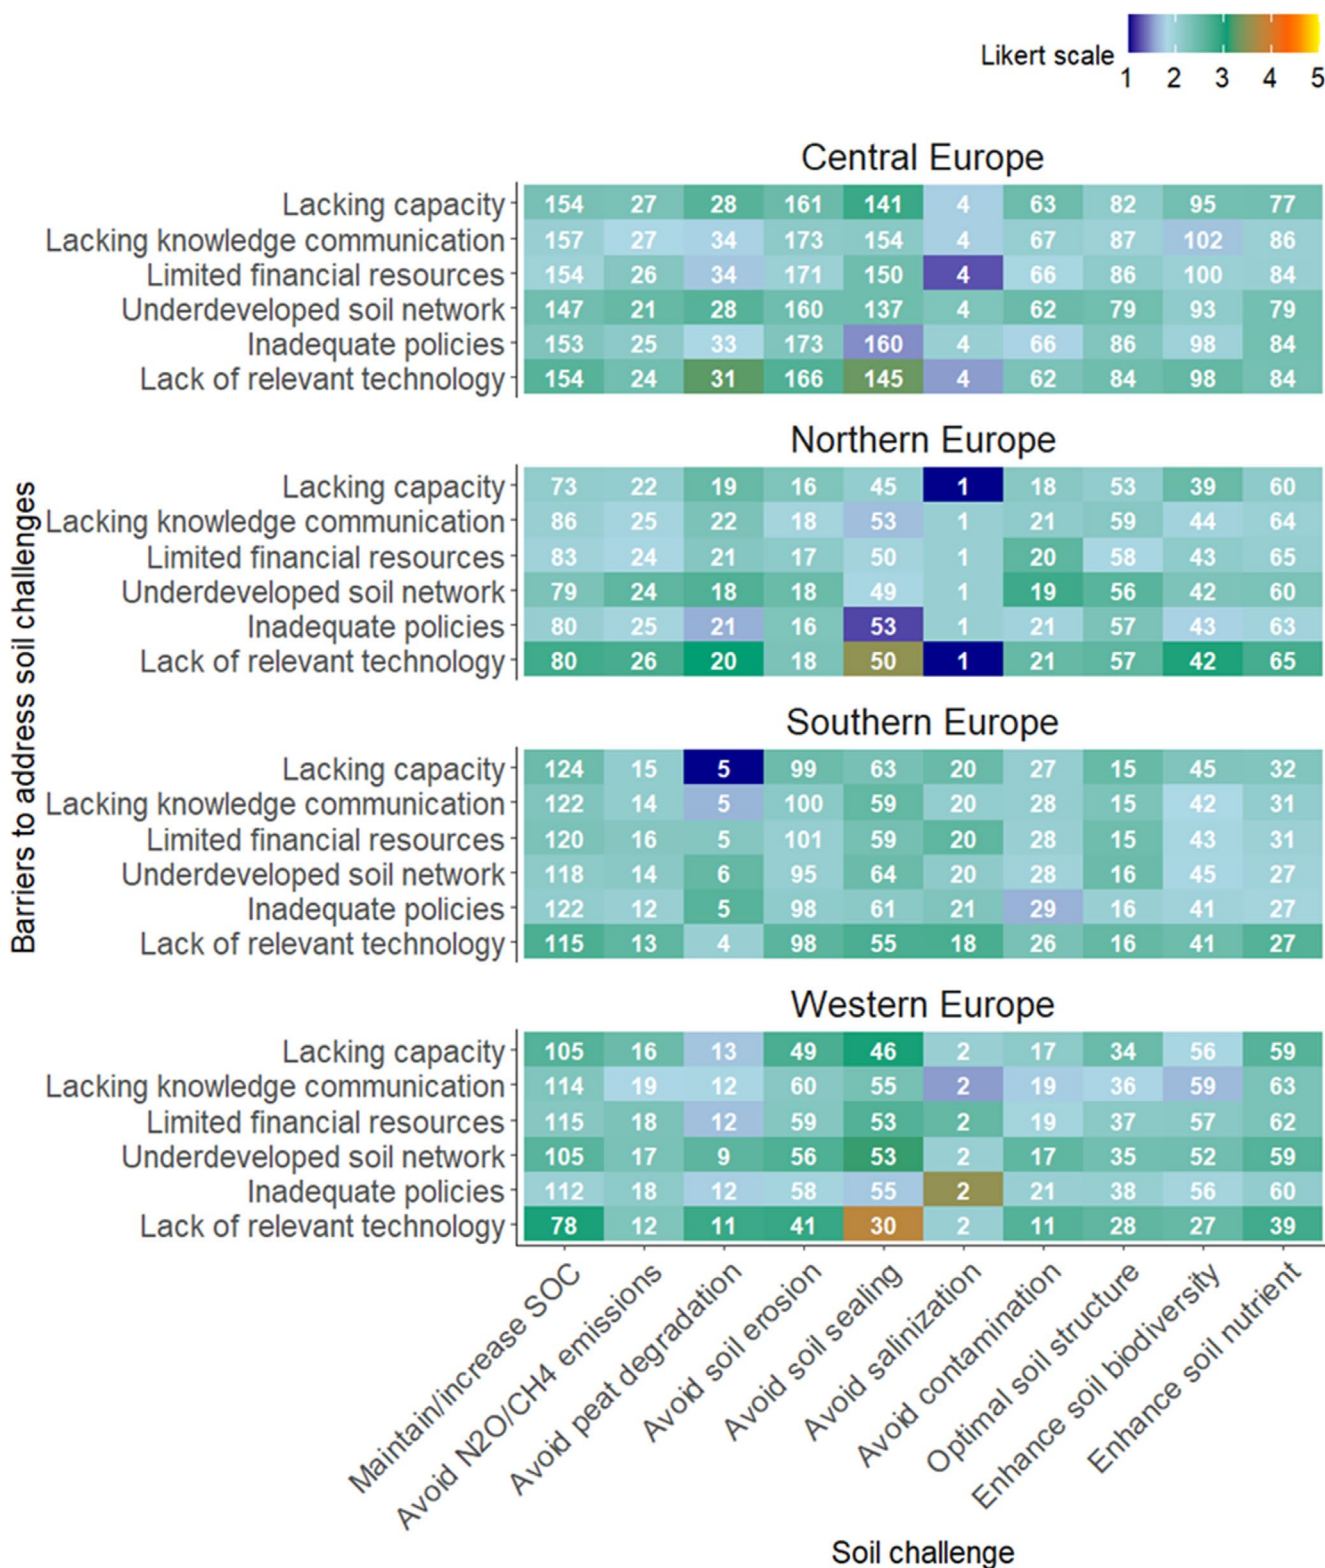 Likert scale
1 2 3 4 5
Central Europe
Lacking capacity 154 27 28 161 141 4 63 82 95 77
Lacking knowledge communication 157 27 34 173 154 4 67 87 102 86
Limited financial resources 154 26 34 171 150 4 66 86 100 84
Underdeveloped soil network 147 21 28 160 137 4 62 79 93 79
Inadequate policies 153 25 33 173 160 4 66 86 98 84
Lack of relevant technology 154 24 31 166 145 4 62 84 98 84
Northern Europe
Lacking capacity 73 22 19 16 45 1 18 53 39 60
Lacking knowledge communication 86 25 22 18 53 1 21 59 44 64
Limited financial resources 83 24 21 17 50 1 20 58 43 65
Underdeveloped soil network 79 24 18 18 49 1 19 56 42 60
Inadequate policies 80 25 21 16 53 1 21 57 43 63
Lack of relevant technology 80 26 20 18 50 1 21 57 42 65
Southern Europe
Lacking capacity 124 15 5 99 63 20 27 15 45 32
Lacking knowledge communication 122 14 5 100 59 20 28 15 42 31
Limited financial resources 120 16 5 101 59 20 28 15 43 31
Underdeveloped soil network 118 14 6 95 64 20 28 16 45 27
Inadequate policies 122 12 5 98 61 21 29 16 41 27
Lack of relevant technology 115 13 4 98 55 18 26 16 41 27
Western Europe
Lacking capacity 105 16 13 49 46 2 17 34 56 59
Lacking knowledge communication 114 19 12 60 55 2 19 36 59 63
Limited financial resources 115 18 12 59 53 2 19 37 57 62
Underdeveloped soil network 105 17 9 56 53 2 17 35 52 59
Inadequate policies 112 18 12 58 55 2 21 38 56 60
Lack of relevant technology 78 12 11 41 30 2 11 28 27 39
Barriers to address soil challenges
Maintain/increase SOC
Avoid N2O/CH4 emissions
Avoid peat degradation
Avoid soil erosion
Avoid soil sealing
Avoid salinization
Avoid contamination
Optimal soil structure
Enhance soil biodiversity
Enhance soil nutrient
Soil challenge